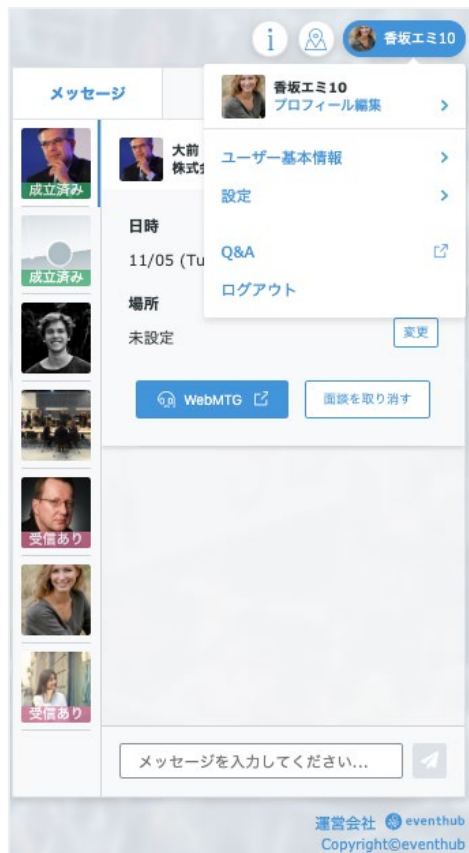 香坂エミ10
メッセージ
香坂エミ10
プロフィール編集
ユーザー基本情報
設定
Q&A
ログアウト
成立済み
成立済み
受信あり
受信あり
大前
株式
日時
11/05 (Tu
場所
未設定
変更
WebMTG
面談を取り消す
メッセージを入力してください...
運営会社 eventhub
Copyright©eventhub